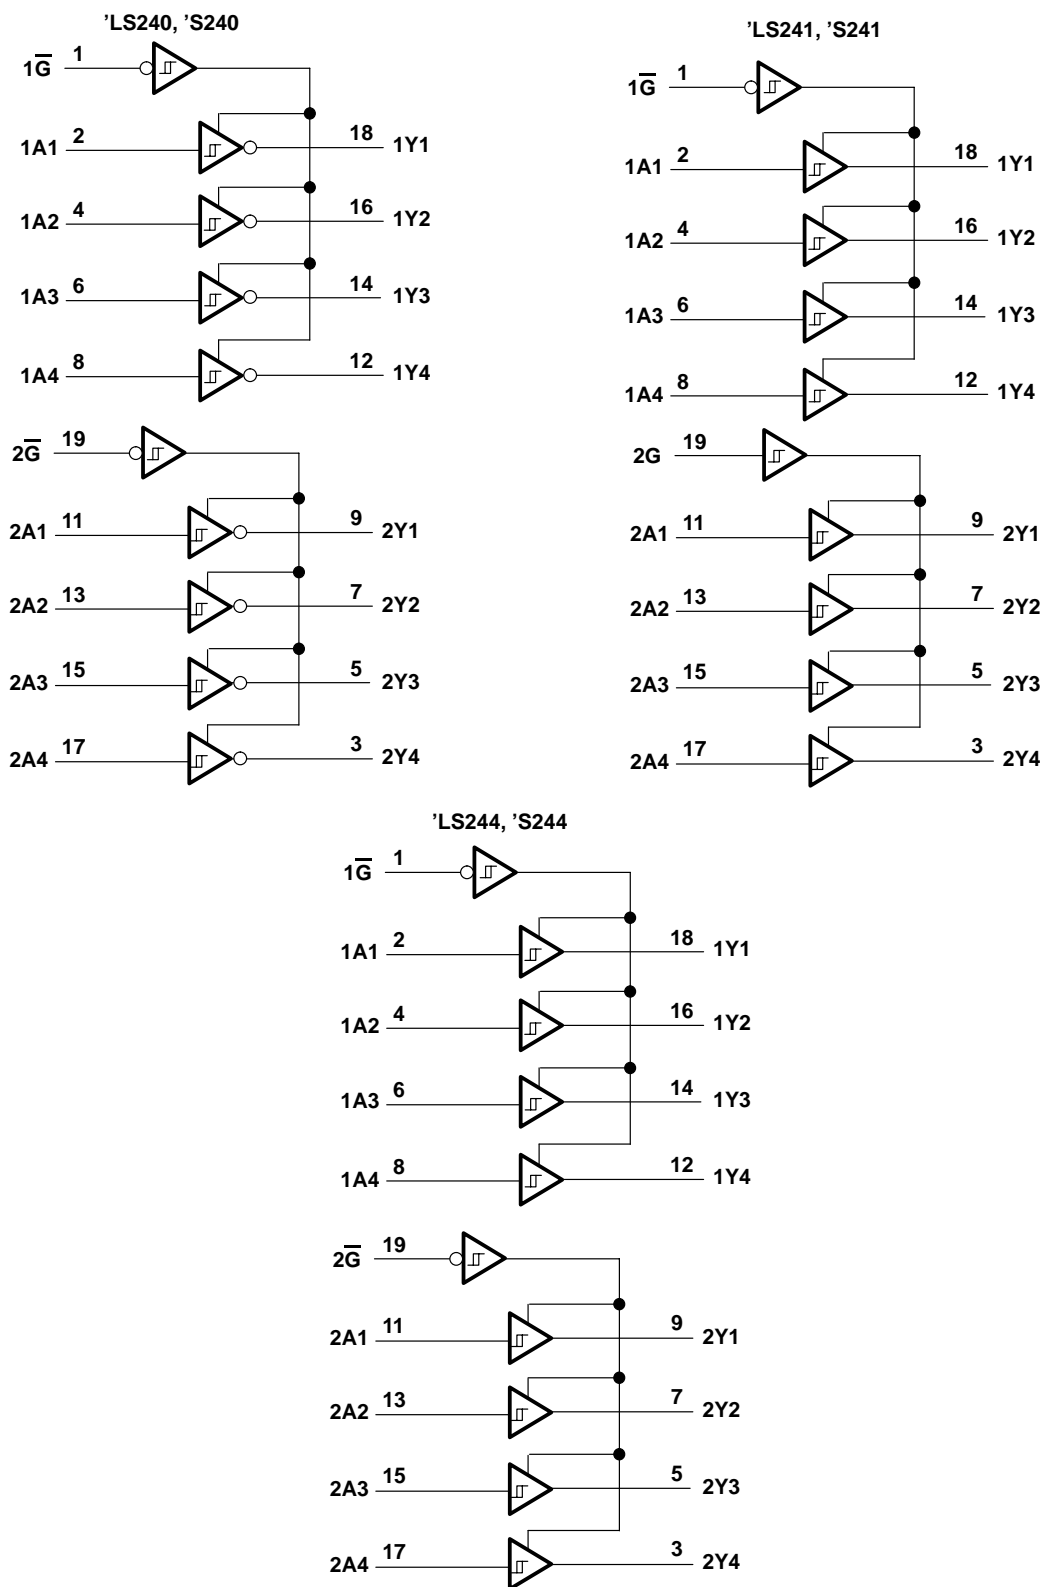 ’LS240, ’S240
1G̅ 1
1A1 2 18 1Y1
1A2 4 16 1Y2
1A3 6 14 1Y3
1A4 8 12 1Y4
2G̅ 19
2A1 11 9 2Y1
2A2 13 7 2Y2
2A3 15 5 2Y3
2A4 17 3 2Y4
’LS241, ’S241
1G̅ 1
1A1 2 18 1Y1
1A2 4 16 1Y2
1A3 6 14 1Y3
1A4 8 12 1Y4
2G 19
2A1 11 9 2Y1
2A2 13 7 2Y2
2A3 15 5 2Y3
2A4 17 3 2Y4
’LS244, ’S244
1G̅ 1
1A1 2 18 1Y1
1A2 4 16 1Y2
1A3 6 14 1Y3
1A4 8 12 1Y4
2G̅ 19
2A1 11 9 2Y1
2A2 13 7 2Y2
2A3 15 5 2Y3
2A4 17 3 2Y4